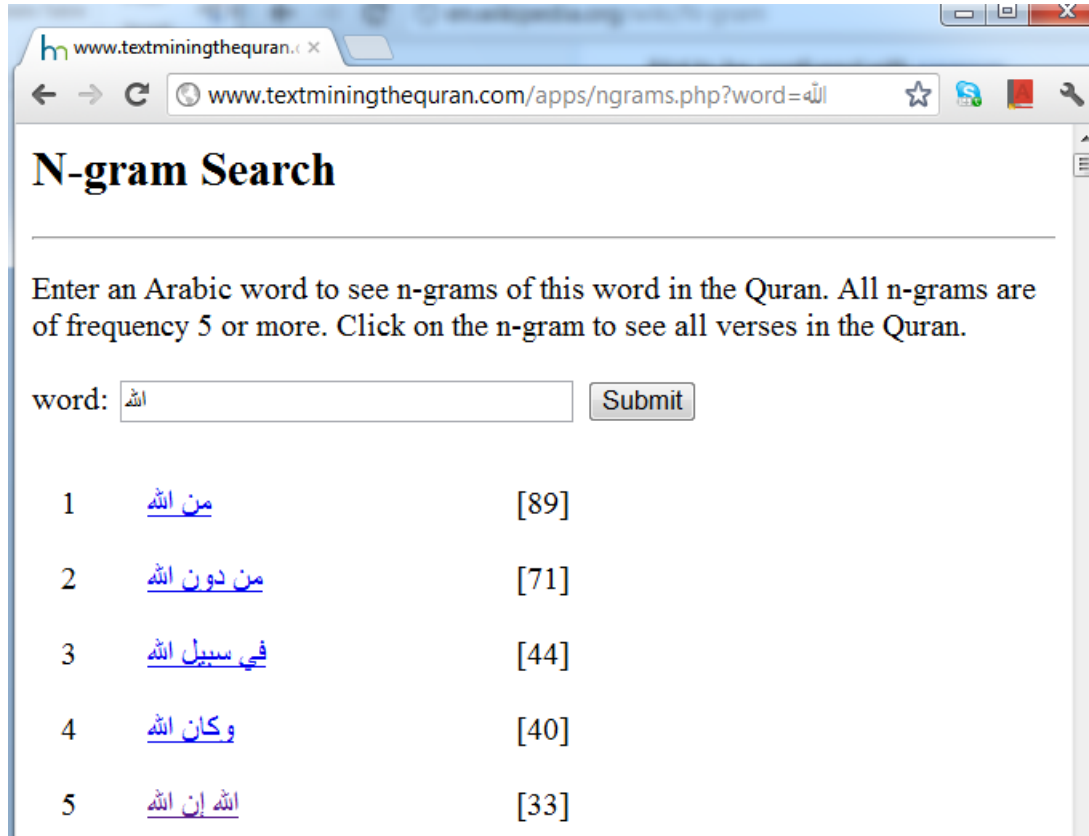 www.textminingthequran.c
www.textminingthequran.com/apps/ngrams.php?word=الله
N-gram Search
Enter an Arabic word to see n-grams of this word in the Quran. All n-grams are
of frequency 5 or more. Click on the n-gram to see all verses in the Quran.
word: الله Submit
1 من الله [89]
2 من دون الله [71]
3 في سبيل الله [44]
4 وكان الله [40]
5 الله إن الله [33]